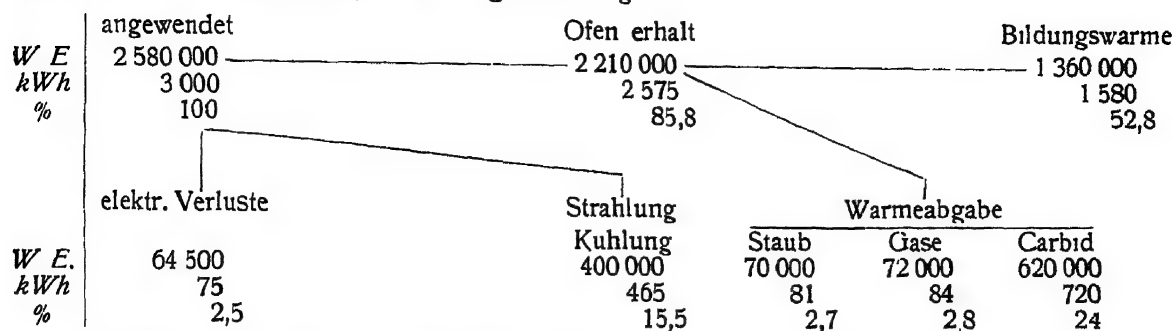 angewendet Ofen erhalt Bildungswarme
W E 2 580 000 2 210 000 1 360 000
kWh 3 000 2 575 1 580
% 100 85,8 52,8
elektr. Verluste Strahlung Warmeabgabe
Kuhlung Staub Gase Carbid
W E. 64 500 400 000 70 000 72 000 620 000
kWh 75 465 81 84 720
% 2,5 15,5 2,7 2,8 24